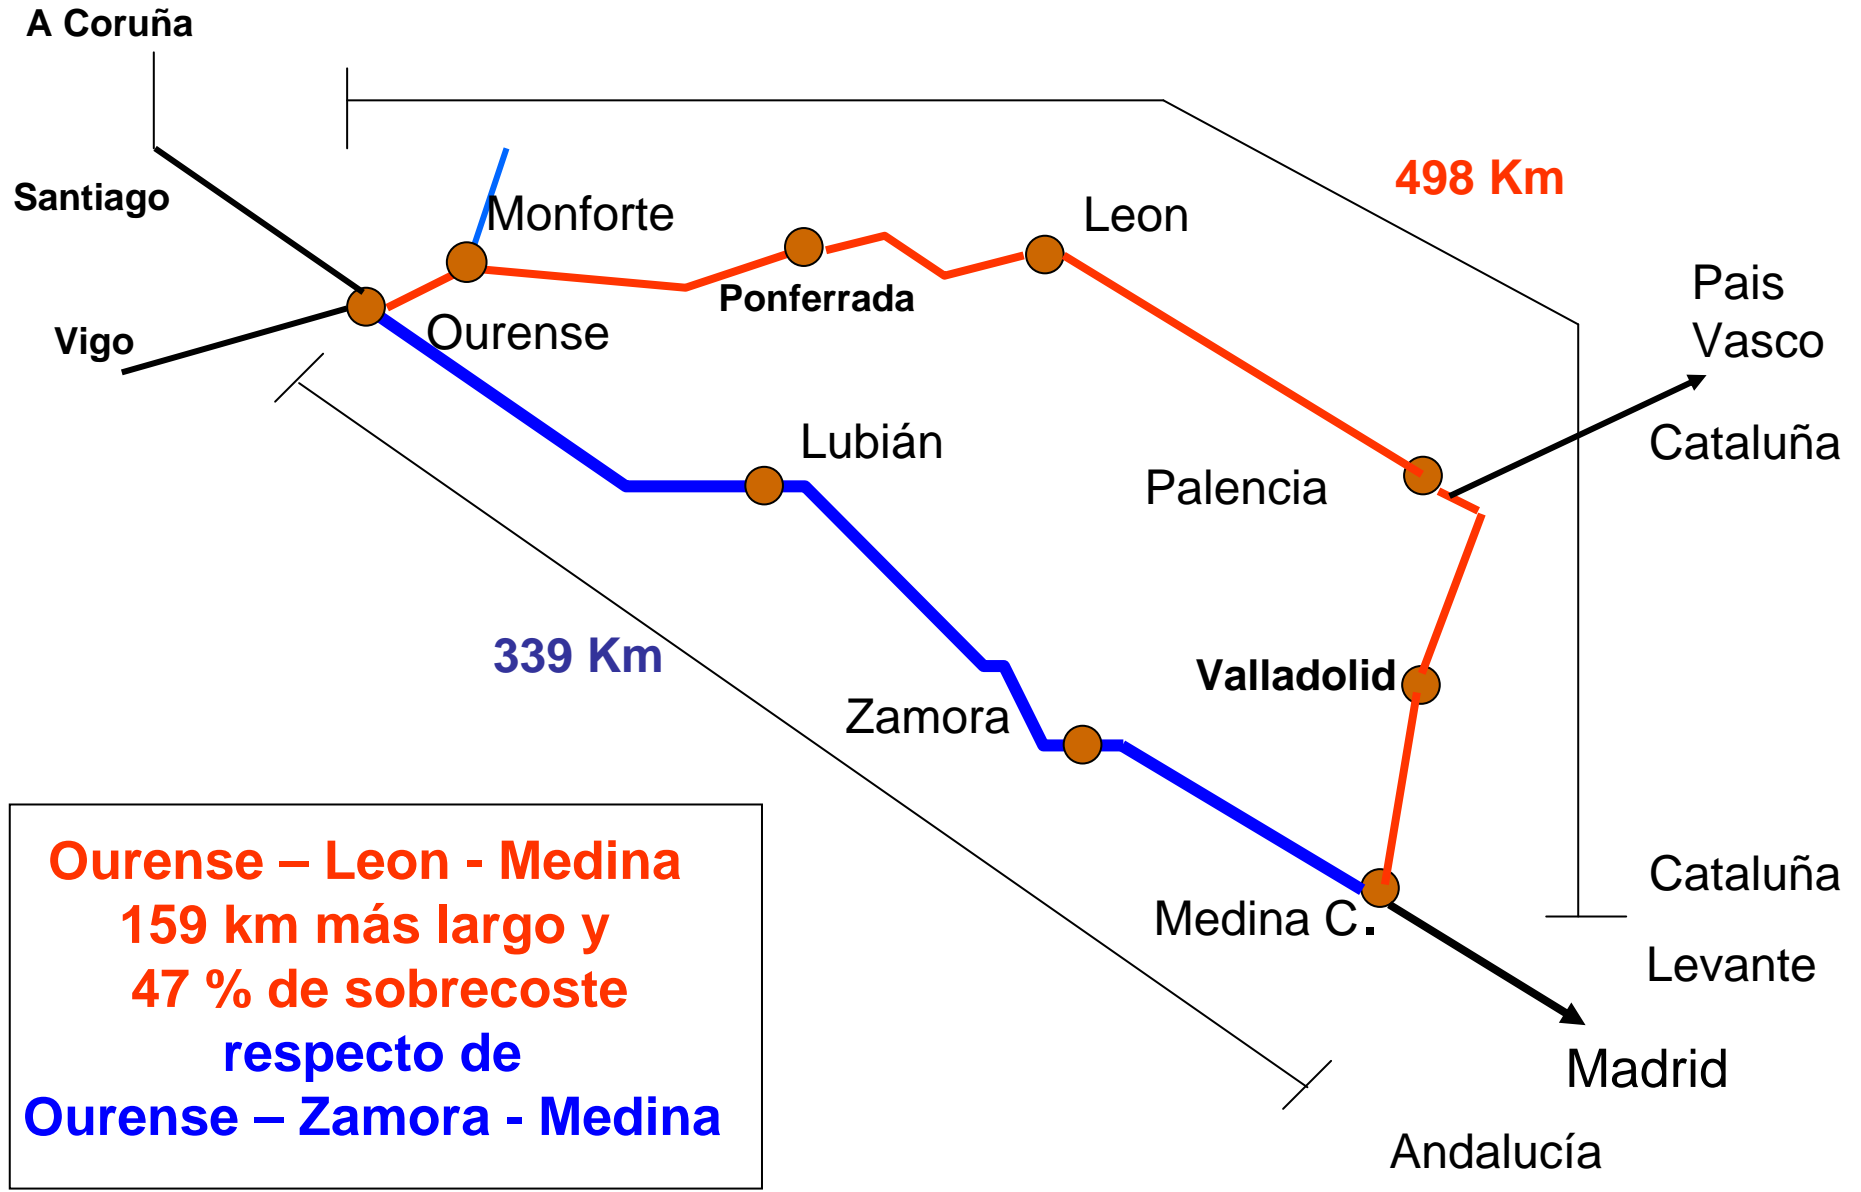 A Coruña
498 Km
Santiago
Monforte
Leon
Pais
Vasco
Ponferrada
Vigo
Ourense
Cataluña
Lubián
Palencia
339 Km
Valladolid
Zamora
Ourense – Leon - Medina
159 km más largo y
47 % de sobrecoste
respecto de
Ourense – Zamora - Medina
Medina C.
Cataluña
Levante
Madrid
Andalucía